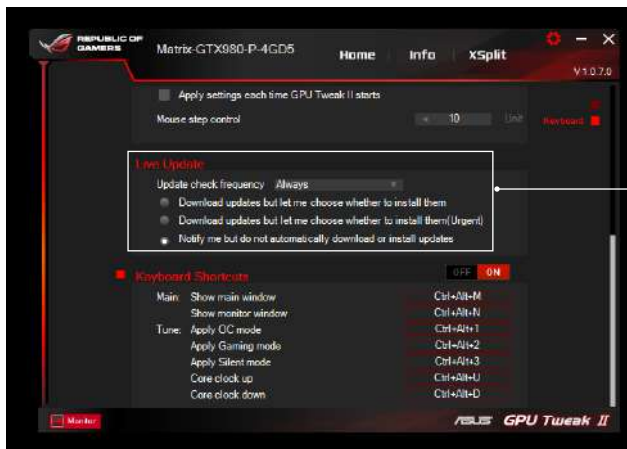 REPUBLIC OF
GAMERS
Matrix-GTX980-P-4GD5
Home
Info
XSplit
V1.0.7.0
Apply settings each time GPU Tweak II starts
Mouse step control
10
Unit
Keyboard
Live Update
Update check frequency Always
Download updates but let me choose whether to install them
Download updates but let me choose whether to install them(Urgent)
Notify me but do not automatically download or install updates
Keyboard Shortcuts
OFF ON
Main: Show main window Ctrl+Alt+M
Show monitor window Ctrl+Alt+N
Tune: Apply OC mode Ctrl+Alt+1
Apply Gaming mode Ctrl+Alt+2
Apply Silent mode Ctrl+Alt+3
Core clock up Ctrl+Alt+U
Core clock down Ctrl+Alt+D
Monitor
ASUS GPU Tweak II